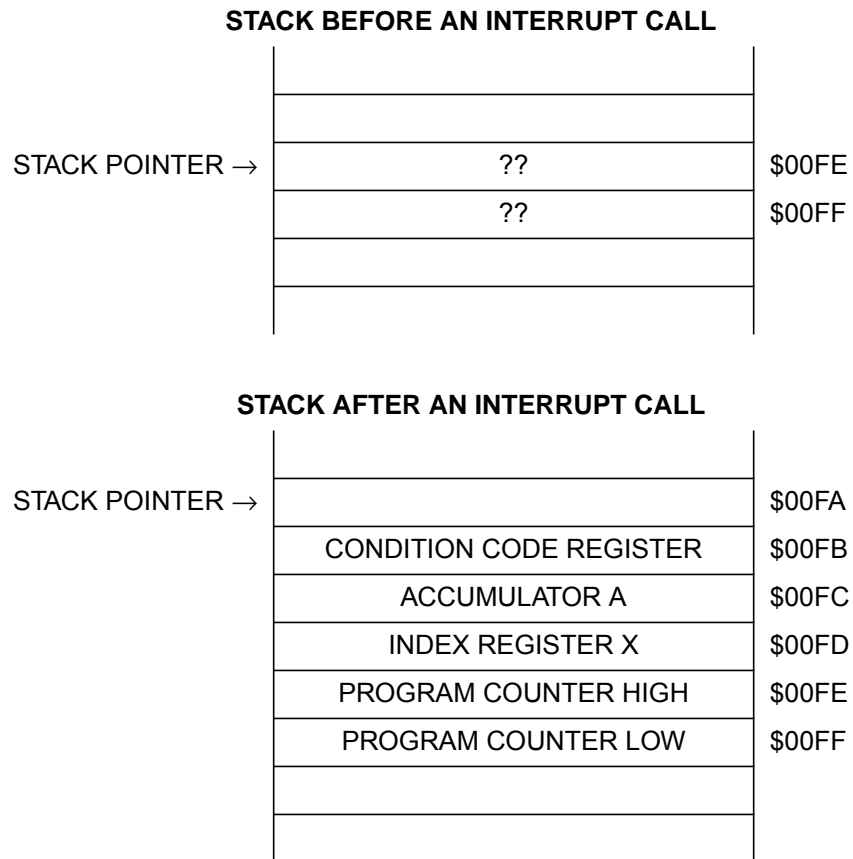 STACK BEFORE AN INTERRUPT CALL
STACK POINTER → ?? $00FE
?? $00FF
STACK AFTER AN INTERRUPT CALL
STACK POINTER → $00FA
CONDITION CODE REGISTER $00FB
ACCUMULATOR A $00FC
INDEX REGISTER X $00FD
PROGRAM COUNTER HIGH $00FE
PROGRAM COUNTER LOW $00FF